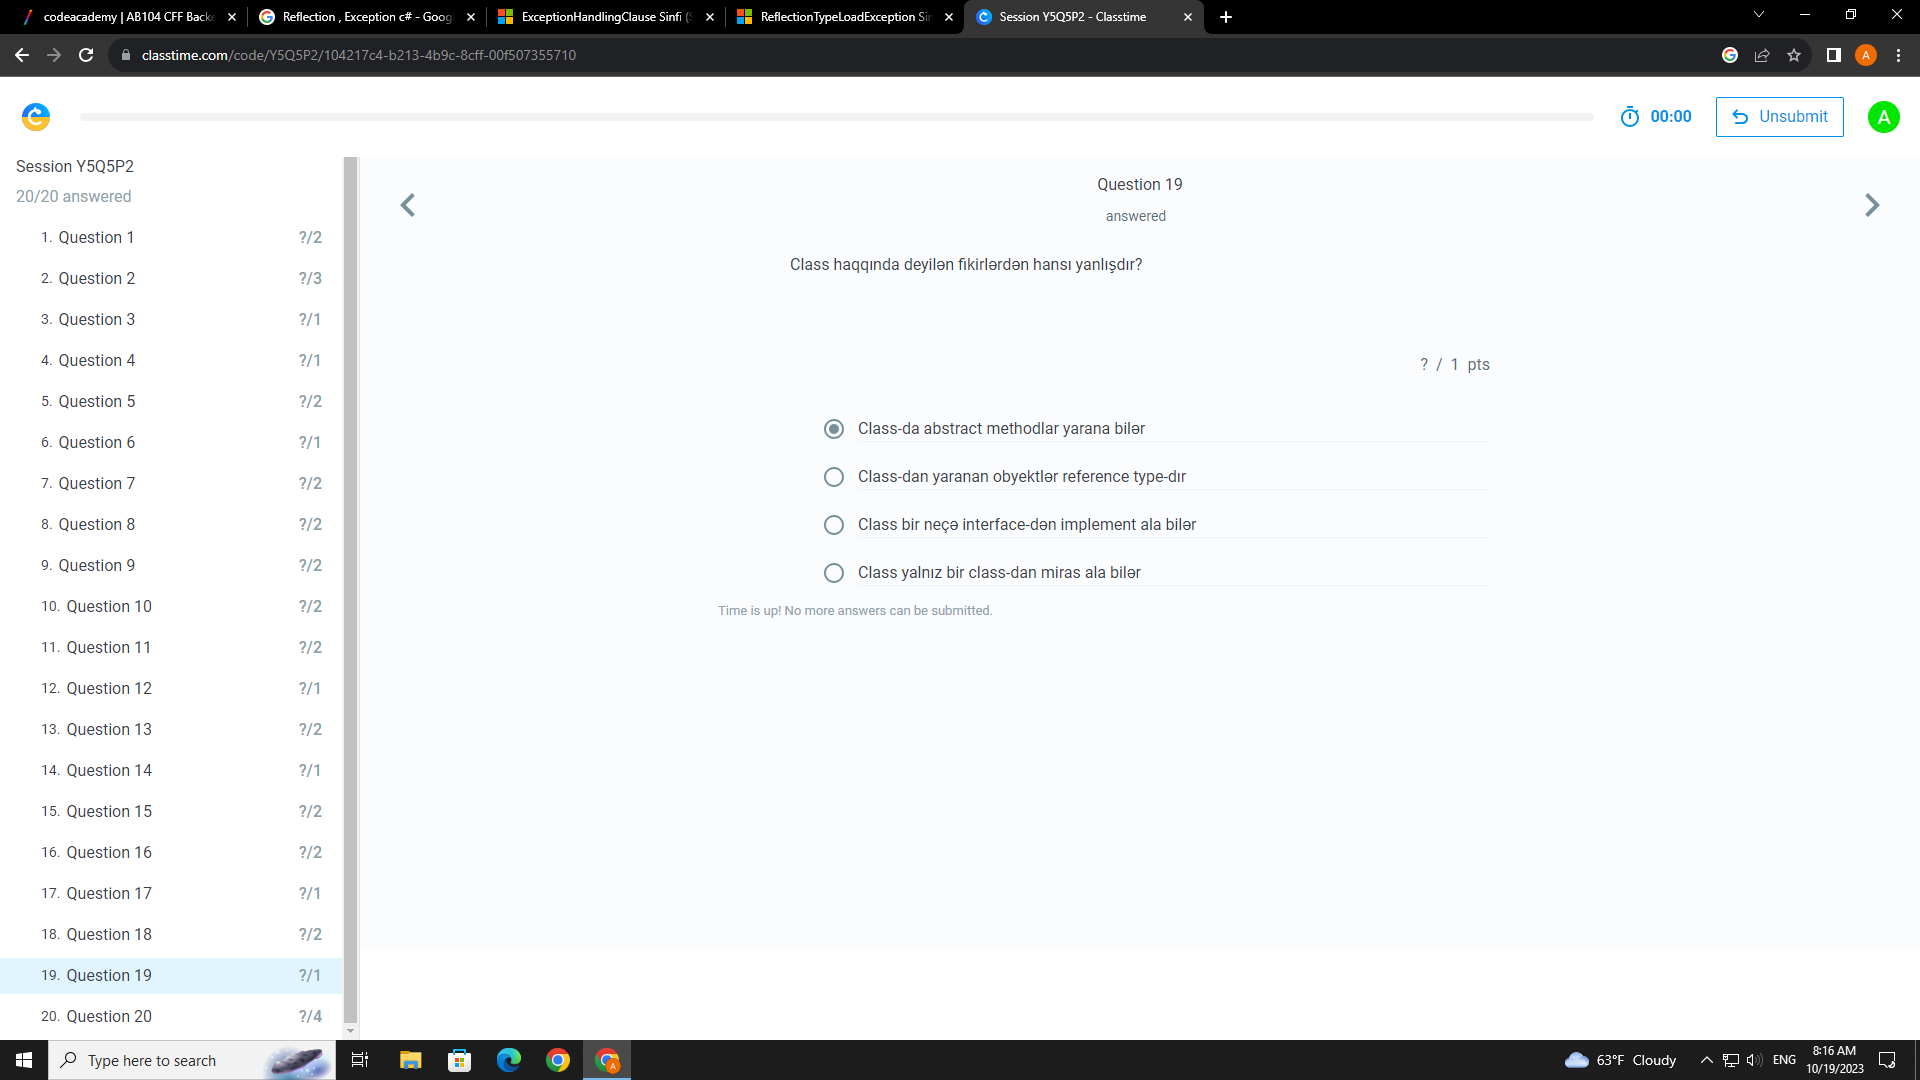 codeacademy | AB104 CFF Backe
Reflection , Exception c# - Goog
ExceptionHandlingClause Sinfi (S
ReflectionTypeLoadException Sin
Session Y5Q5P2 - Classtime
classtime.com/code/Y5Q5P2/104217c4-b213-4b9c-8cff-00f507355710
A
00:00
Unsubmit
A
Session Y5Q5P2
20/20 answered
1. Question 1 ?/2
2. Question 2 ?/3
3. Question 3 ?/1
4. Question 4 ?/1
5. Question 5 ?/2
6. Question 6 ?/1
7. Question 7 ?/2
8. Question 8 ?/2
9. Question 9 ?/2
10. Question 10 ?/2
11. Question 11 ?/2
12. Question 12 ?/1
13. Question 13 ?/2
14. Question 14 ?/1
15. Question 15 ?/2
16. Question 16 ?/2
17. Question 17 ?/1
18. Question 18 ?/2
19. Question 19 ?/1
20. Question 20 ?/4
Question 19
answered
Class haqqında deyilən fikirlərdən hansı yanlışdır?
? / 1 pts
Class-da abstract methodlar yarana bilər
Class-dan yaranan obyektlər reference type-dır
Class bir neçə interface-dən implement ala bilər
Class yalnız bir class-dan miras ala bilər
Time is up! No more answers can be submitted.
Type here to search
63°F Cloudy
ENG
8:16 AM
10/19/2023